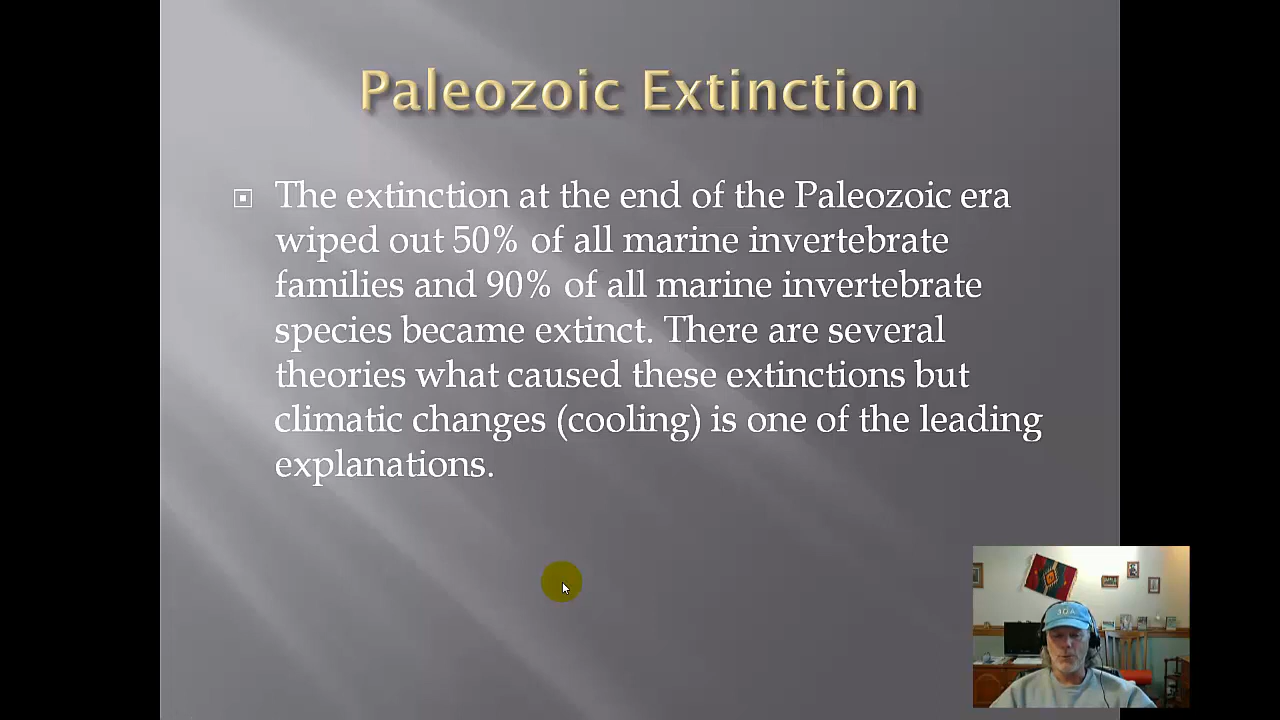 Paleozoic Extinction
The extinction at the end of the Paleozoic era
wiped out 50% of all marine invertebrate
families and 90% of all marine invertebrate
species became extinct. There are several
theories what caused these extinctions but
climatic changes (cooling) is one of the leading
explanations.